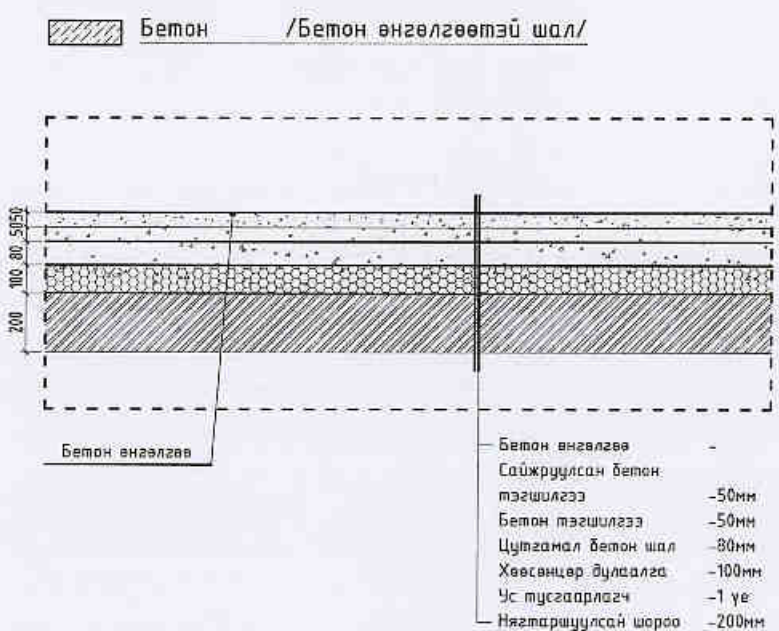 Бетон /Бетон өнгөлгөөтэй шал/
50
50
80
100
200
Бетон өнгөлгөө
Бетон өнгөлгөө -
Сайжруулсан бетон
тэгшилгээ -50мм
Бетон тэгшилгээ -50мм
Цутгамал бетон шал -80мм
Хөөсөнцөр дулаалга -100мм
Ус тусгаарлагч -1 үе
Нягтаршуулсан шороо -200мм